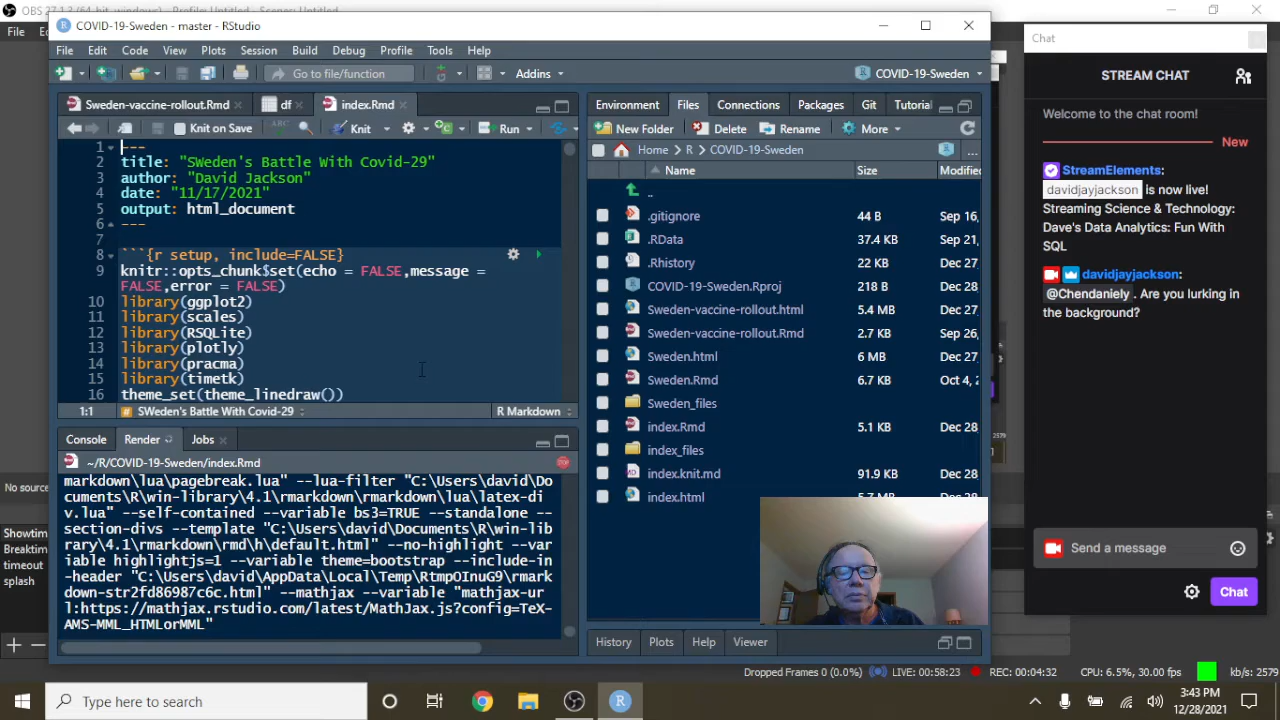 COVID-19-Sweden - master - RStudio
File
File Edit Code View Plots Session Build Debug Profile Tools Help
Go to file/function
Addins
COVID-19-Sweden
Sweden-vaccine-rollout.Rmd
df
index.Rmd
Knit on Save
Knit
Run
1 ---
2 title: "SWeden's Battle With Covid-29"
3 author: "David Jackson"
4 date: "11/17/2021"
5 output: html_document
6 ---
7
8 ```{r setup, include=FALSE}
9 knitr::opts_chunk$set(echo = FALSE,message =
FALSE,error = FALSE)
10 library(ggplot2)
11 library(scales)
12 library(RSQLite)
13 library(plotly)
14 library(pracma)
15 library(timetk)
16 theme_set(theme_linedraw())
1:1
# SWeden's Battle With Covid-29
R Markdown
Console
Render
Jobs
~/R/COVID-19-Sweden/index.Rmd
markdown\lua\pagebreak.lua" --lua-filter "C:\Users\david\Do
cuments\R\win-library\4.1\rmarkdown\rmarkdown\lua\latex-di
v.lua" --self-contained --variable bs3=TRUE --standalone --
section-divs --template "C:\Users\david\Documents\R\win-lib
rary\4.1\rmarkdown\rmd\h\default.html" --no-highlight --var
iable highlightjs=1 --variable theme=bootstrap --include-in
-header "C:\Users\david\AppData\Local\Temp\RtmpOInuG9\rmark
down-str2fd86987c6c.html" --mathjax --variable "mathjax-ur
l:https://mathjax.rstudio.com/latest/MathJax.js?config=TeX-
AMS-MML_HTMLorMML"
Environment
Files
Connections
Packages
Git
Tutorial
New Folder
Delete
Rename
More
Home
R
COVID-19-Sweden
...
Name Size Modified
..
.gitignore 44 B Sep 16,
.RData 37.4 KB Sep 21,
.Rhistory 22 KB Dec 27,
COVID-19-Sweden.Rproj 218 B Dec 28,
Sweden-vaccine-rollout.html 5.4 MB Dec 27,
Sweden-vaccine-rollout.Rmd 2.7 KB Sep 26,
Sweden.html 6 MB Dec 27,
Sweden.Rmd 6.7 KB Oct 4, 2
Sweden_files
index.Rmd 5.1 KB Dec 28,
index_files
index.knit.md 91.9 KB Dec 28,
index.html 5.7 MB Dec 28,
History
Plots
Help
Viewer
Chat
STREAM CHAT
Welcome to the chat room!
New
StreamElements:
davidjayjackson is now live!
Streaming Science & Technology:
Dave's Data Analytics: Fun With
SQL
davidjayjackson:
@Chendaniely . Are you lurking in
the background?
Send a message
Chat
No source
Showtim
Breaktim
timeout
splash
Dropped Frames 0 (0.0%)
LIVE: 00:58:23
REC: 00:04:32
CPU: 6.5%, 30.00 fps
kb/s: 2579
Type here to search
3:43 PM
12/28/2021